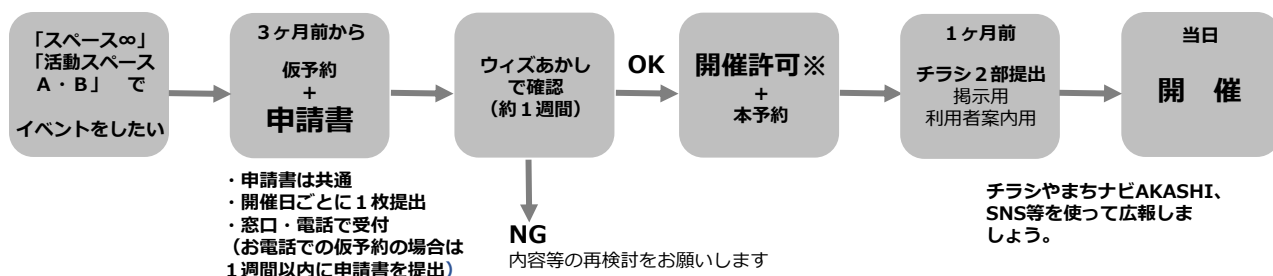 「スペース∞」
「活動スペース
A・B」 で
イベントをしたい
３ヶ月前から
仮予約
+
申請書
・申請書は共通
・開催日ごとに１枚提出
・窓口・電話で受付
（お電話での仮予約の場合は
１週間以内に申請書を提出）
ウィズあかし
で確認
（約１週間）
OK
NG
内容等の再検討をお願いします
開催許可※
+
本予約
１ヶ月前
チラシ２部提出
掲示用
利用者案内用
当日
開 催
チラシやまちナビAKASHI、
SNS等を使って広報しま
しょう。